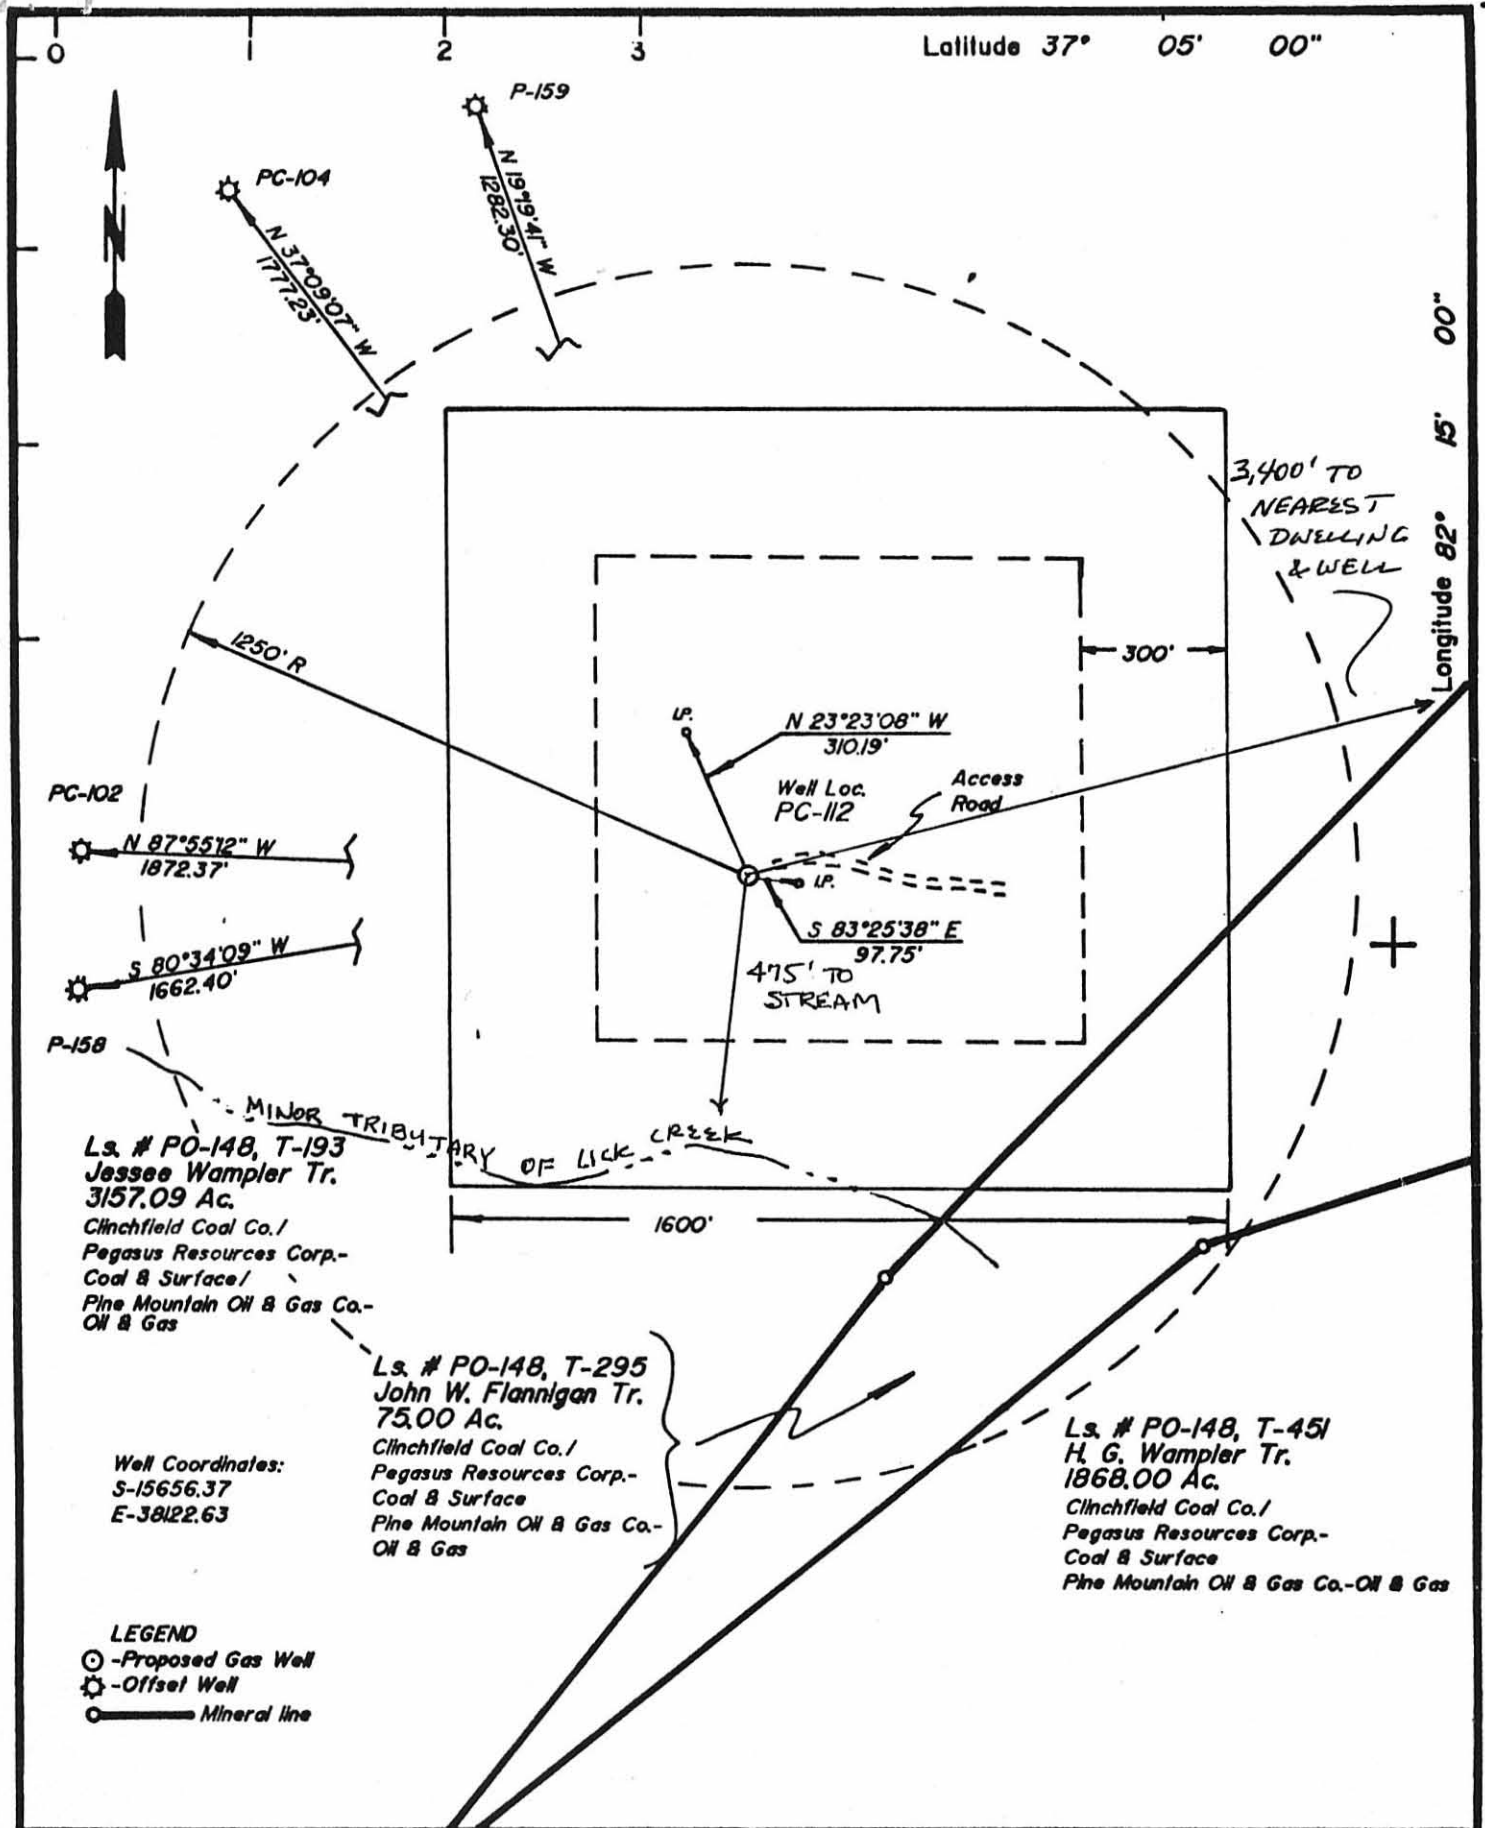 0 1 2 3 Latitude 37° 05' 00"
P-159
N 19°19'41" W
1282.30'
PC-104
N 37°09'07" W
1777.23'
N
Longitude 82° 15' 00"
3,400' TO
NEAREST
DWELLING
& WELL
1250' R
300'
I.P.
N 23°23'08" W
310.19'
Well Loc.
PC-112
Access
Road
PC-102
N 87°55'12" W
1872.37'
I.P.
S 83°25'38" E
97.75'
S 80°34'09" W
1662.40'
P-158
475' TO
STREAM
MINOR TRIBUTARY OF LICK CREEK
1600'
Ls. # PO-148, T-193
Jessee Wampler Tr.
3157.09 Ac.
Clinchfield Coal Co./
Pegasus Resources Corp.-
Coal & Surface/
Pine Mountain Oil & Gas Co.-
Oil & Gas
Ls. # PO-148, T-295
John W. Flannigan Tr.
75.00 Ac.
Clinchfield Coal Co./
Pegasus Resources Corp.-
Coal & Surface
Pine Mountain Oil & Gas Co.-
Oil & Gas
Ls. # PO-148, T-451
H. G. Wampler Tr.
1868.00 Ac.
Clinchfield Coal Co./
Pegasus Resources Corp.-
Coal & Surface
Pine Mountain Oil & Gas Co.-Oil & Gas
Well Coordinates:
S-15656.37
E-38122.63
LEGEND
-Proposed Gas Well
-Offset Well
Mineral line